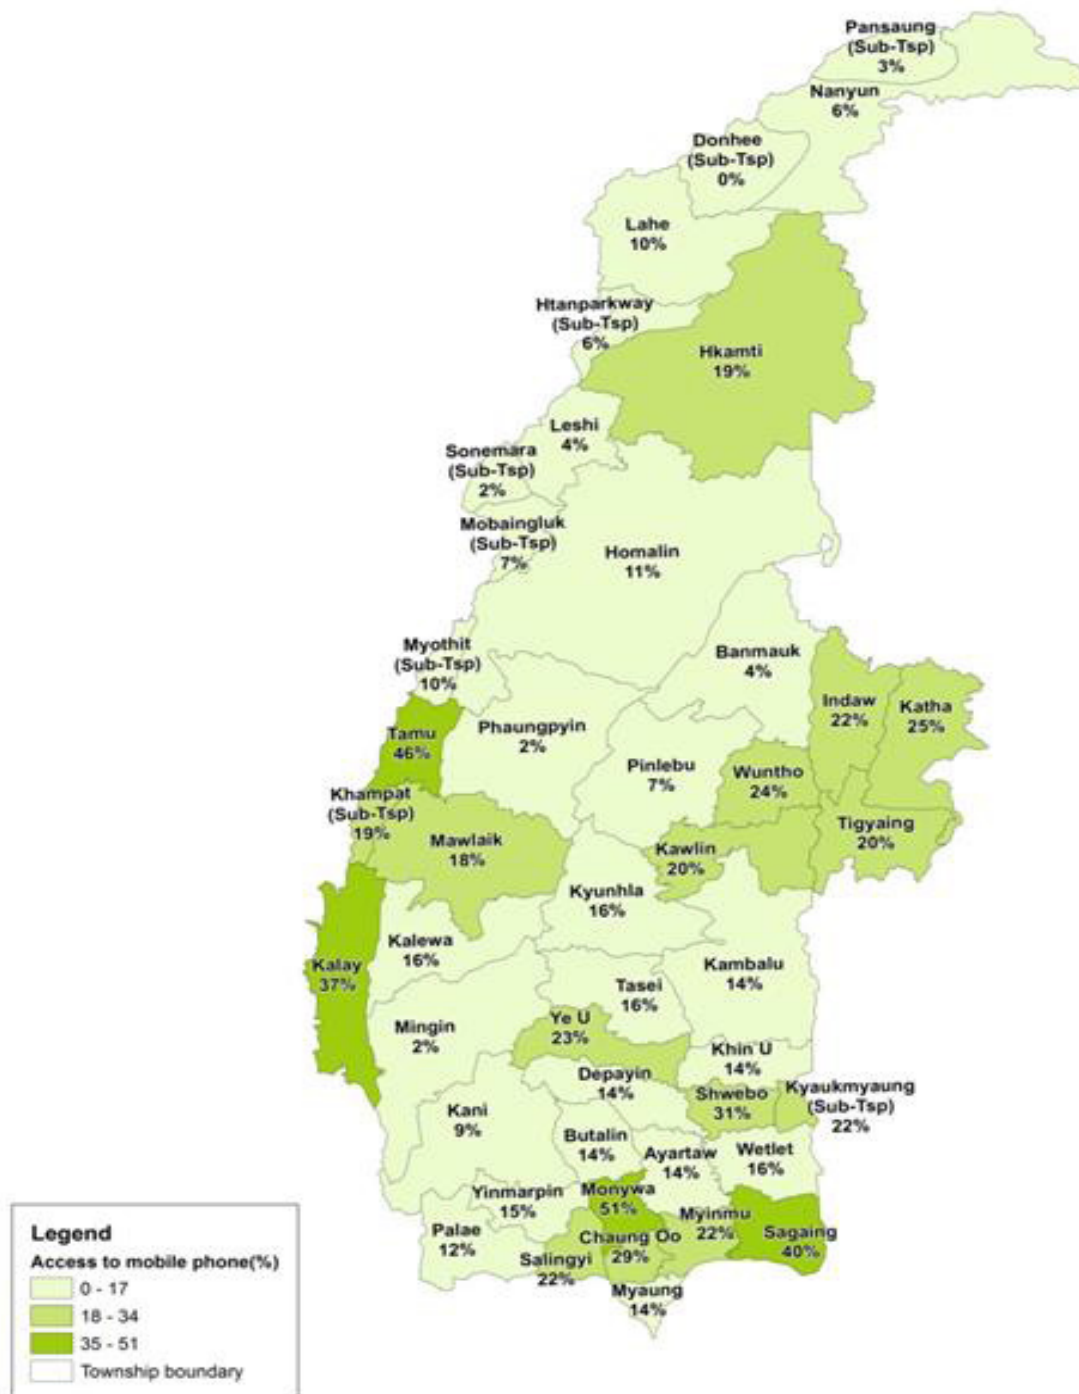 Pansaung
(Sub-Tsp)
3%
Nanyun
6%
Donhee
(Sub-Tsp)
0%
Lahe
10%
Htanparkway
(Sub-Tsp)
6%
Hkamti
19%
Leshi
4%
Sonemara
(Sub-Tsp)
2%
Mobaingluk
(Sub-Tsp)
7%
Homalin
11%
Myothit
(Sub-Tsp)
10%
Banmauk
4%
Indaw
22%
Katha
25%
Tamu
46%
Phaungpyin
2%
Pinlebu
7%
Wuntho
24%
Khampat
(Sub-Tsp)
19%
Mawlaik
18%
Kawlin
20%
Tigyaing
20%
Kyunhla
16%
Kalewa
16%
Kalay
37%
Tasei
16%
Kambalu
14%
Mingin
2%
Ye U
23%
Khin U
14%
Depayin
14%
Shwebo
31%
Kyaukmyaung
(Sub-Tsp)
22%
Kani
9%
Butalin
14%
Ayartaw
14%
Wetlet
16%
Yinmarpin
15%
Monywa
51%
Palae
12%
Salingyi
22%
Chaung Oo
29%
Myinmu
22%
Sagaing
40%
Myaung
14%
Legend
Access to mobile phone(%)
0 - 17
18 - 34
35 - 51
Township boundary